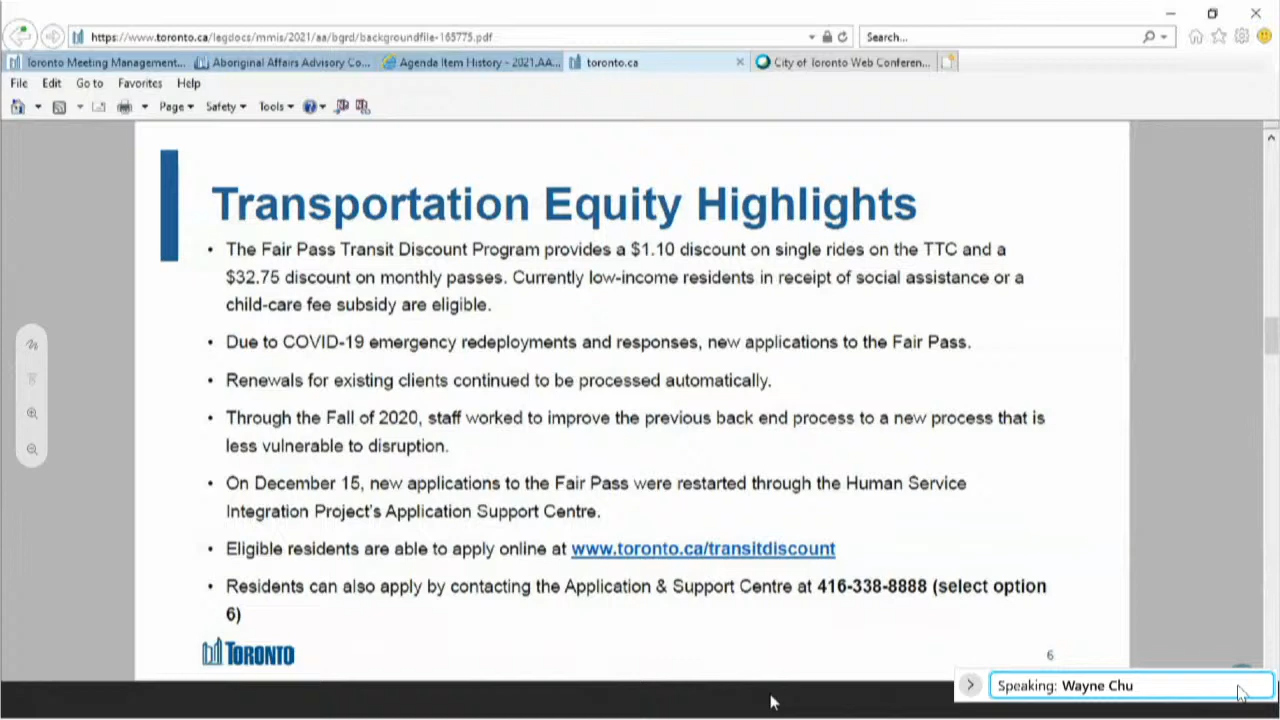 https://www.toronto.ca/legdocs/mmis/2021/aa/bgrd/backgroundfile-165775.pdf
Search...
Toronto Meeting Management...
Aboriginal Affairs Advisory Co...
Agenda Item History - 2021.AA...
toronto.ca
City of Toronto Web Conferen...
File Edit Go to Favorites Help
Page Safety Tools
Transportation Equity Highlights
• The Fair Pass Transit Discount Program provides a $1.10 discount on single rides on the TTC and a
$32.75 discount on monthly passes. Currently low-income residents in receipt of social assistance or a
child-care fee subsidy are eligible.
• Due to COVID-19 emergency redeployments and responses, new applications to the Fair Pass.
• Renewals for existing clients continued to be processed automatically.
• Through the Fall of 2020, staff worked to improve the previous back end process to a new process that is
less vulnerable to disruption.
• On December 15, new applications to the Fair Pass were restarted through the Human Service
Integration Project's Application Support Centre.
• Eligible residents are able to apply online at www.toronto.ca/transitdiscount
• Residents can also apply by contacting the Application & Support Centre at 416-338-8888 (select option
6)
TORONTO
6
Speaking: Wayne Chu